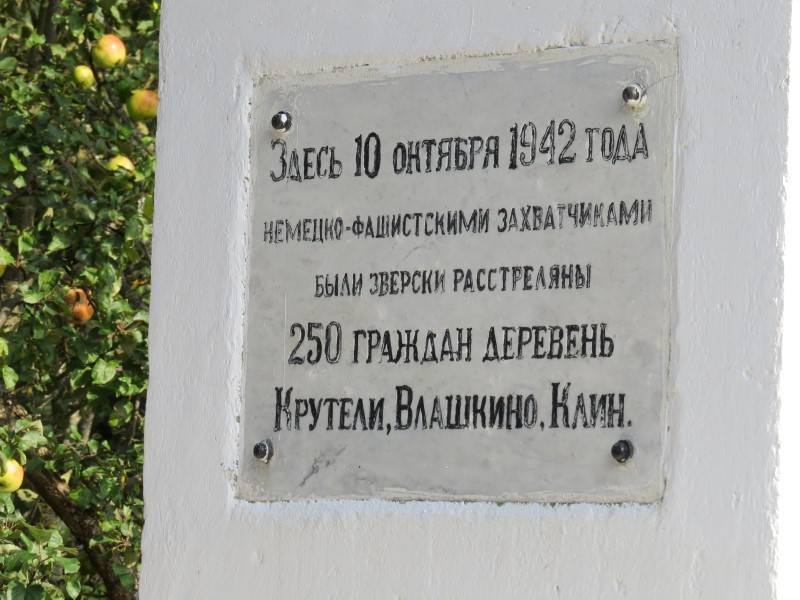 Здесь 10 октября 1942 года
немецко-фашистскими захватчиками
были зверски расстреляны
250 граждан деревень
Крутели, Влашкино, Клин.